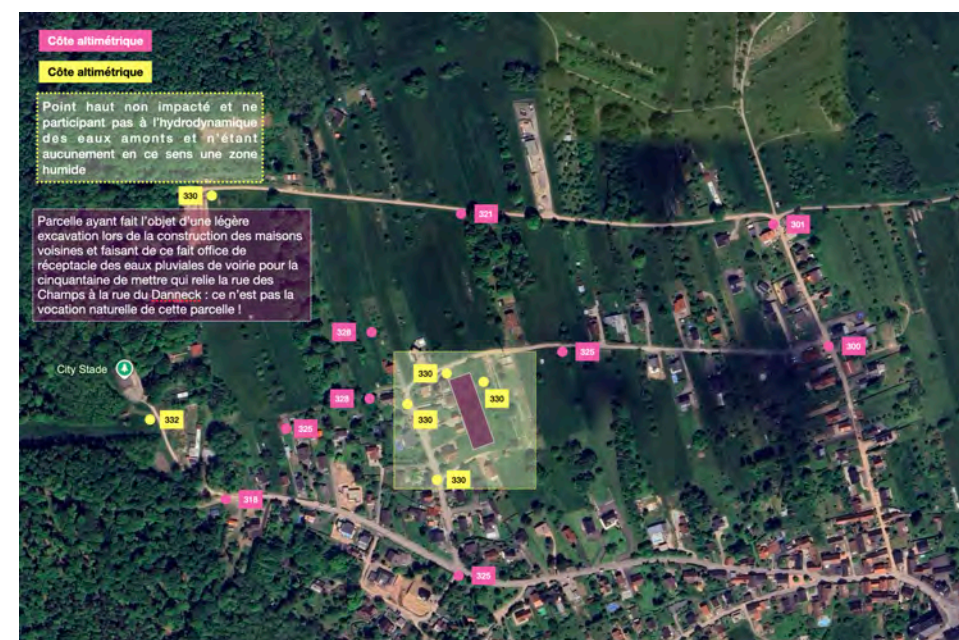 Côte altimétrique
Côte altimétrique
Point haut non impacté et ne
participant pas à l'hydrodynamique
des eaux amonts et n'étant
aucunement en ce sens une zone
humide
330
321
301
Parcelle ayant fait l'objet d'une légère
excavation lors de la construction des maisons
voisines et faisant de ce fait office de
réceptacle des eaux pluviales de voirie pour la
cinquantaine de mettre qui relie la rue des
Champs à la rue du Danneck : ce n'est pas la
vocation naturelle de cette parcelle !
326
325
300
City Stade
330
330
328
330
332
325
330
318
325